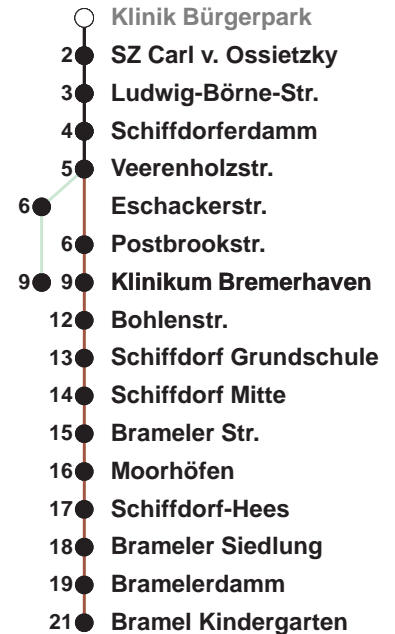 Klinik Bürgerpark
2 SZ Carl v. Ossietzky
3 Ludwig-Börne-Str.
4 Schiffdorferdamm
5 Veerenholzstr.
6 Eschackerstr.
6 Postbrookstr.
9 9 Klinikum Bremerhaven
12 Bohlenstr.
13 Schiffdorf Grundschule
14 Schiffdorf Mitte
15 Brameler Str.
16 Moorhöfen
17 Schiffdorf-Hees
18 Brameler Siedlung
19 Bramelerdamm
21 Bramel Kindergarten